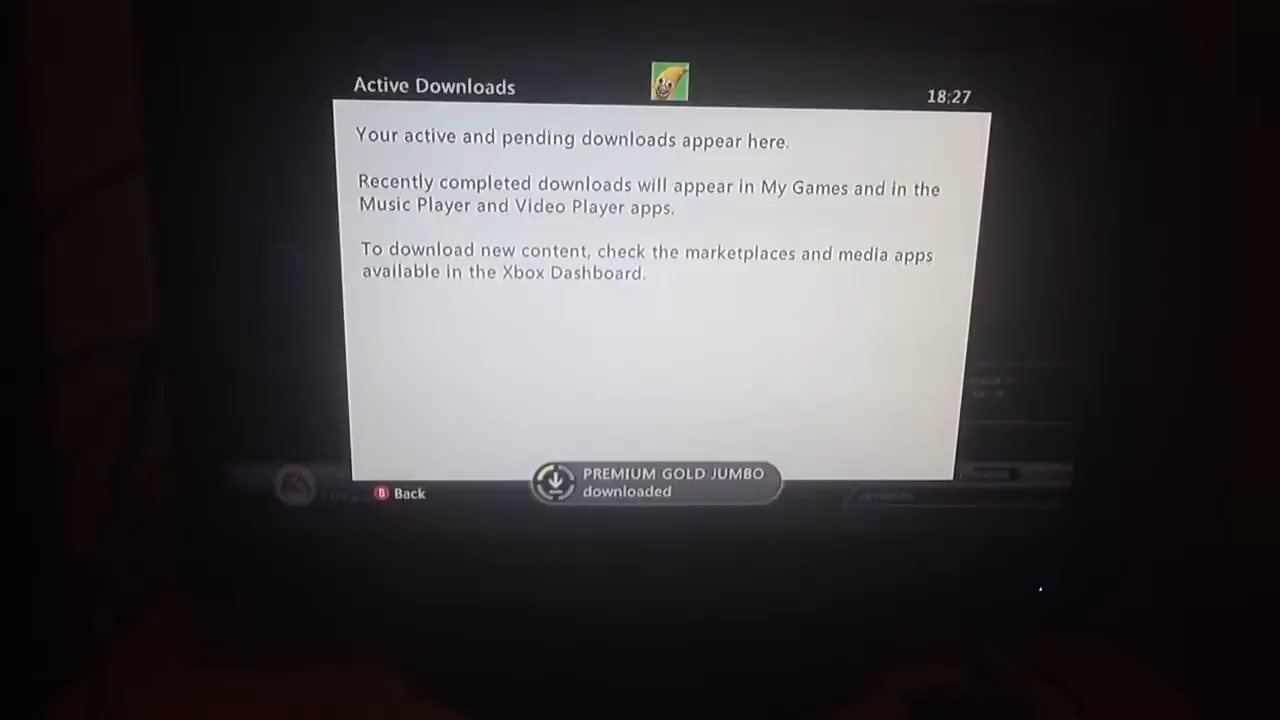 Active Downloads
18:27
Your active and pending downloads appear here.
Recently completed downloads will appear in My Games and in the
Music Player and Video Player apps.
To download new content, check the marketplaces and media apps
available in the Xbox Dashboard.
PREMIUM GOLD JUMBO
downloaded
B Back